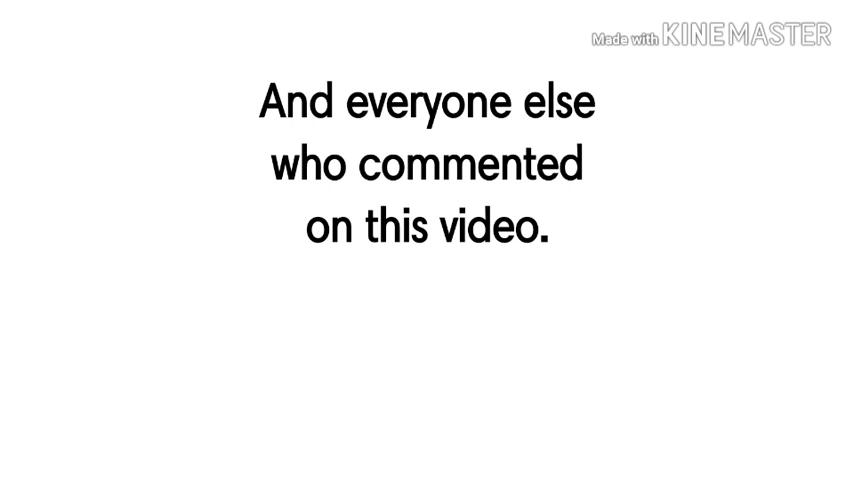 Made with KINEMASTER
And everyone else
who commented
on this video.